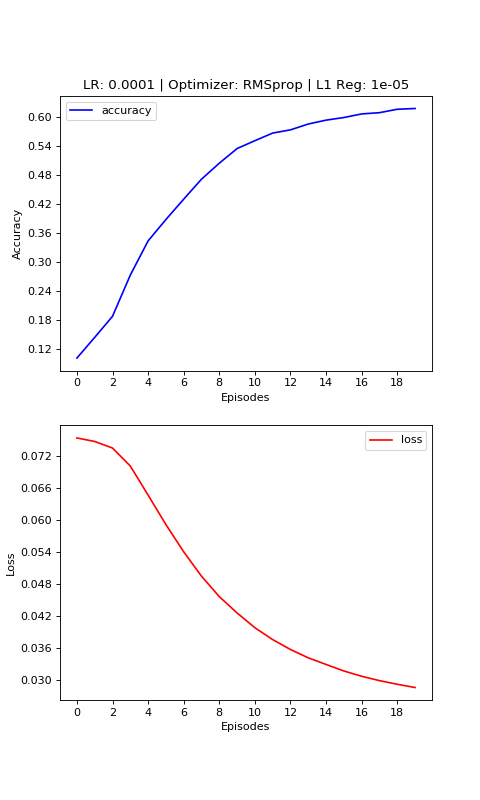 LR: 0.0001 | Optimizer: RMSprop | L1 Reg: 1e-05
accuracy
0.60
0.54
0.48
0.42
0.36
0.30
0.24
0.18
0.12
Accuracy
0 2 4 6 8 10 12 14 16 18
Episodes
loss
0.072
0.066
0.060
0.054
0.048
0.042
0.036
0.030
Loss
0 2 4 6 8 10 12 14 16 18
Episodes